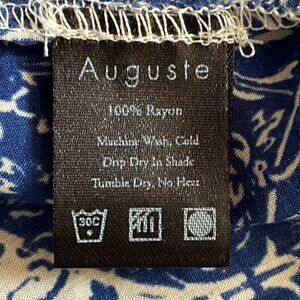 Auguste
100% Rayon
Machine Wash, Cold
Drip Dry In Shade
Tumble Dry, No Heat
30C